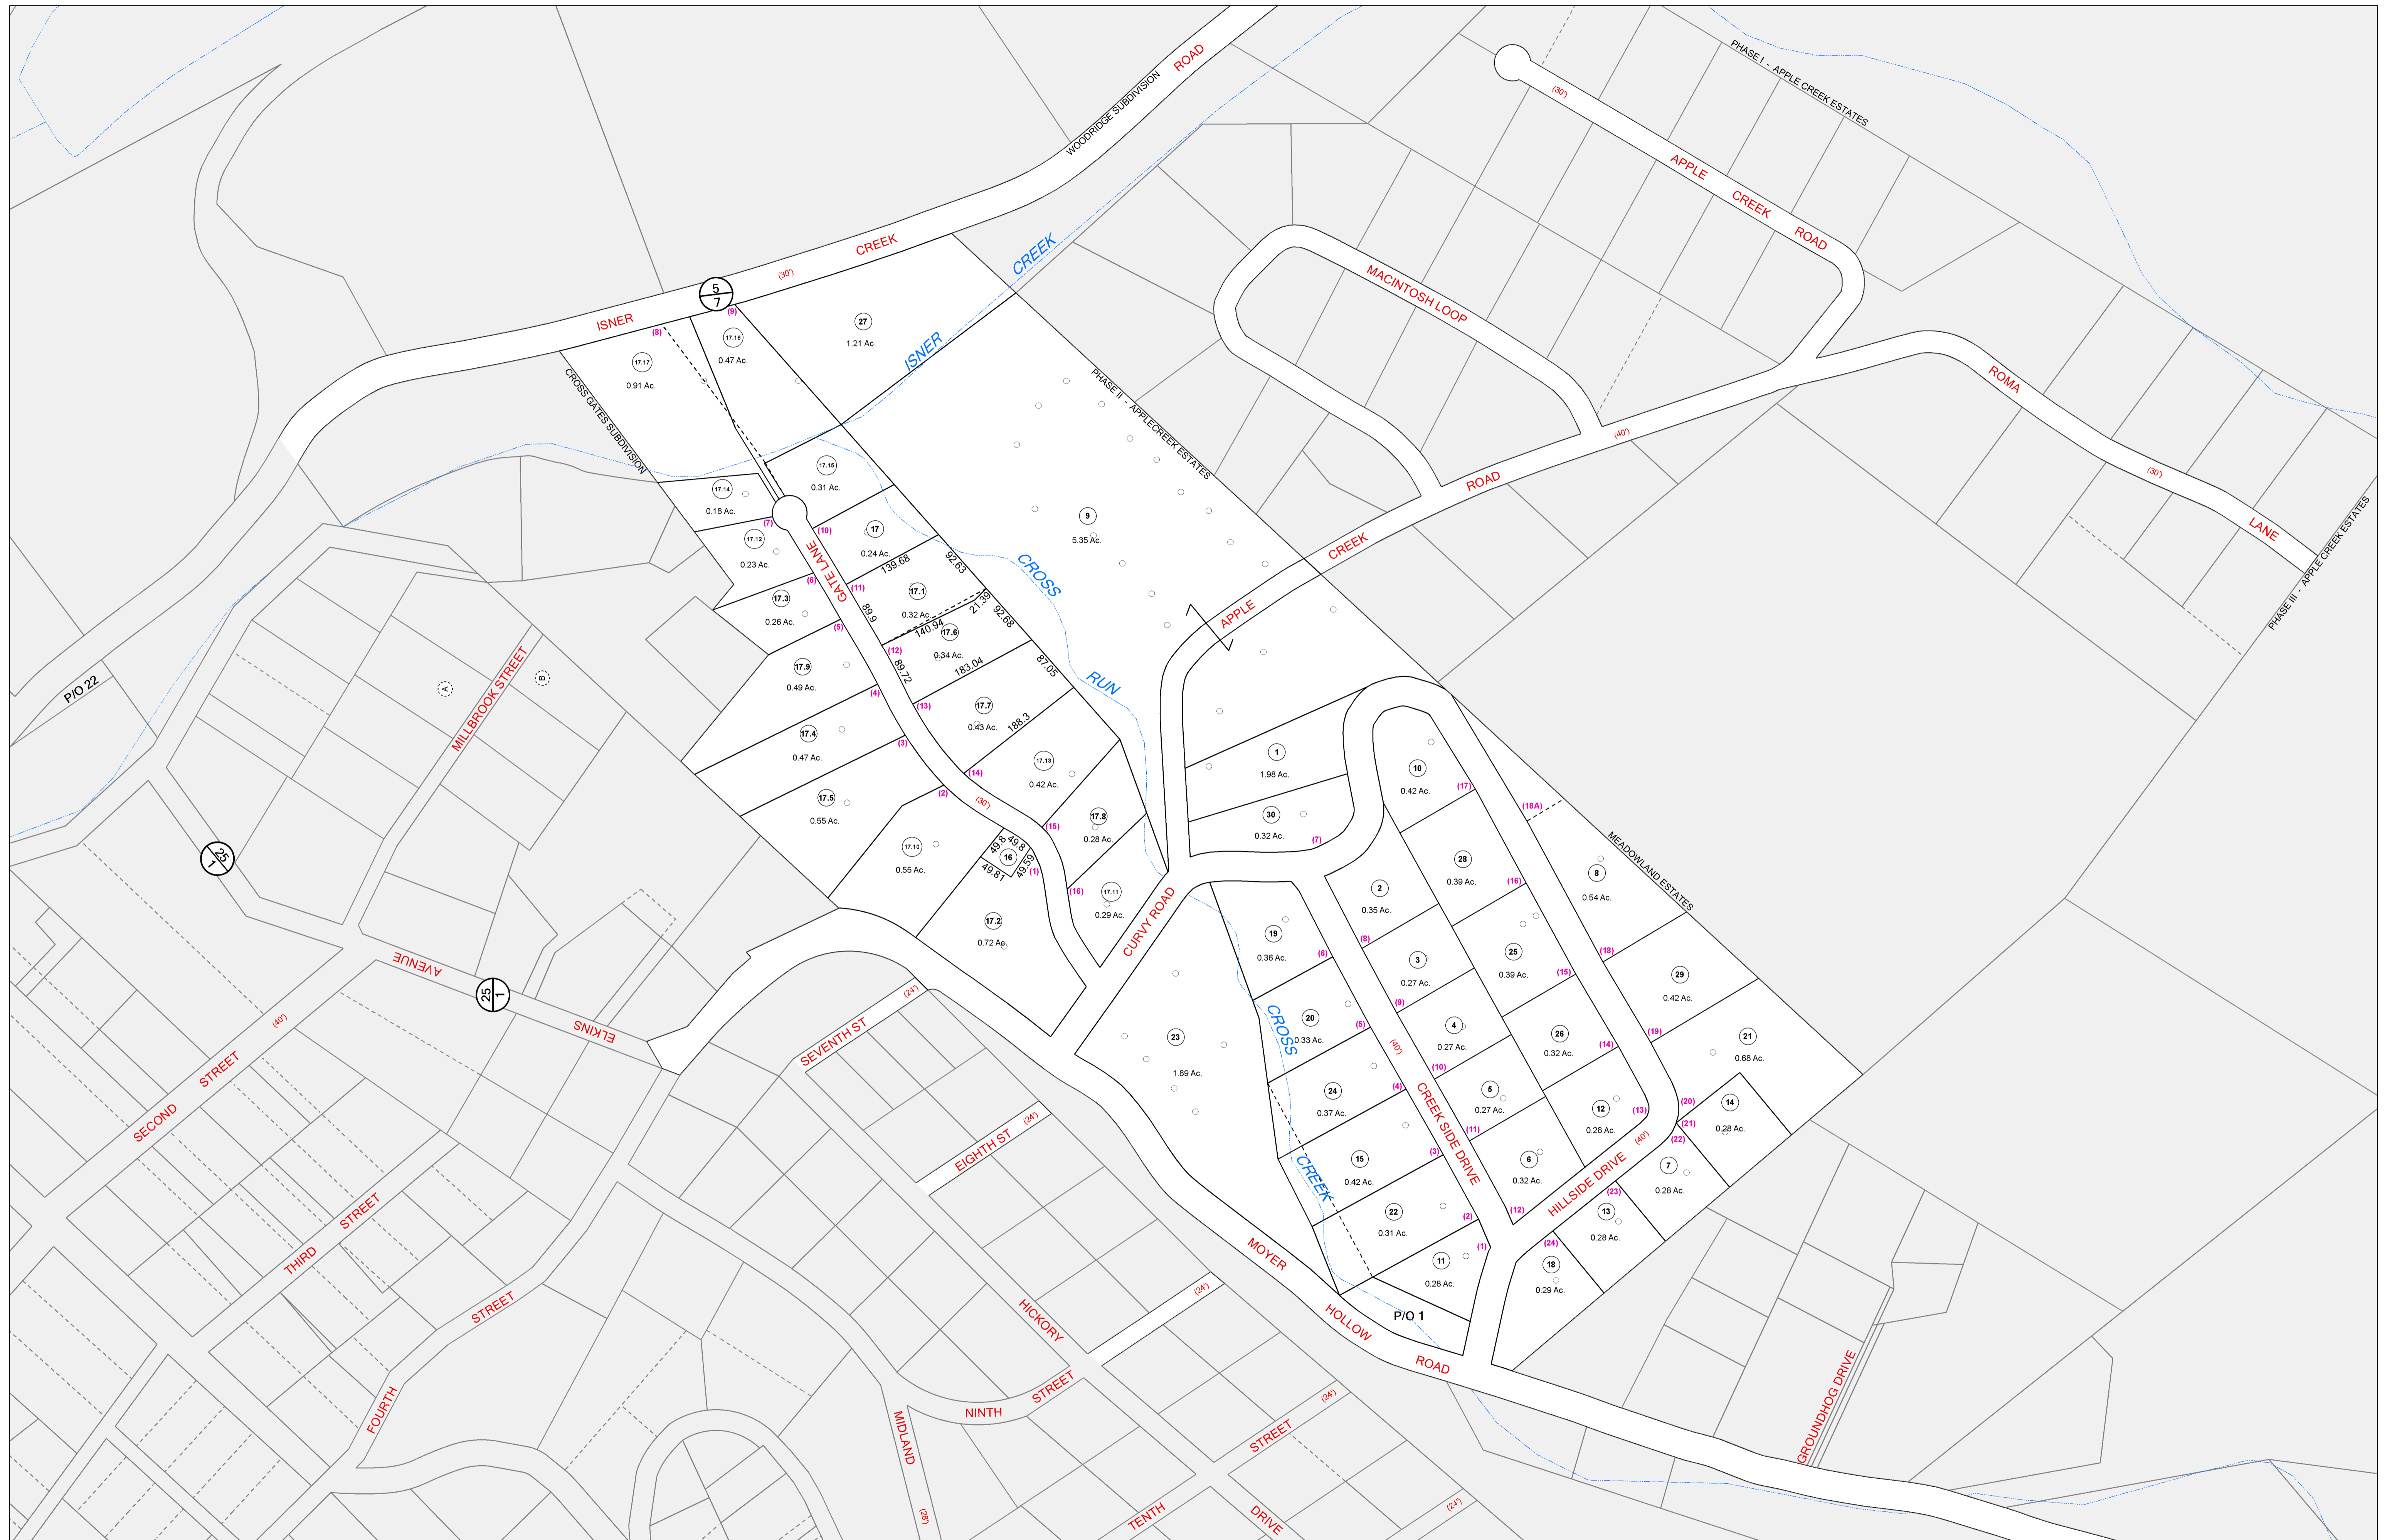 WOODRIDGE SUBDIVISION
ISNER CREEK ROAD
(30')
5
7
PHASE I - APPLE CREEK ESTATES
(30')
APPLE CREEK ROAD
MACINTOSH LOOP
ROMA LANE
(30')
(40')
APPLE CREEK ROAD
PHASE III - APPLE CREEK ESTATES
PHASE II - APPLECREEK ESTATES
ISNER CREEK
CROSS RUN
CROSS GATES SUBDIVISION
(8)
(9)
17.17
0.91 Ac.
17.16
0.47 Ac.
27
1.21 Ac.
17.15
0.31 Ac.
17.14
0.18 Ac.
(7)
(10)
17
0.24 Ac.
17.12
0.23 Ac.
GATE LANE
139.68
92.63
(6)
(11)
17.1
0.32 Ac.
89.9
17.3
0.26 Ac.
(5)
140.94
21.39
92.68
17.6
0.34 Ac.
(12)
89.72
183.04
87.05
17.9
0.49 Ac.
(4)
(13)
17.7
0.43 Ac.
188.3
17.4
0.47 Ac.
(3)
(14)
17.13
0.42 Ac.
17.5
0.55 Ac.
(2)
(30')
(15)
17.8
0.28 Ac.
17.10
0.55 Ac.
49.8
49.8
16
49.59
49.81
(1)
(16)
17.11
0.29 Ac.
17.2
0.72 Ac.
CURVY ROAD
9
5.35 Ac.
1
1.98 Ac.
30
0.32 Ac.
(7)
10
0.42 Ac.
(17)
(18A)
MEADOWLAND ESTATES
28
0.39 Ac.
(16)
8
0.54 Ac.
2
0.35 Ac.
(8)
19
0.36 Ac.
(6)
3
0.27 Ac.
(9)
25
0.39 Ac.
(15)
(18)
29
0.42 Ac.
20
0.33 Ac.
(5)
4
0.27 Ac.
(10)
26
0.32 Ac.
(14)
(19)
21
0.68 Ac.
23
1.89 Ac.
(40')
24
0.37 Ac.
(4)
5
0.27 Ac.
(11)
12
0.28 Ac.
(13)
(20)
(21)
(22)
14
0.28 Ac.
CREEK SIDE DRIVE
CROSS CREEK
15
0.42 Ac.
(3)
6
0.32 Ac.
(12)
(40')
HILLSIDE DRIVE
7
0.28 Ac.
(23)
22
0.31 Ac.
(2)
(1)
13
0.28 Ac.
(24)
11
0.28 Ac.
18
0.29 Ac.
P/O 1
MOYER HOLLOW ROAD
GROUNDHOG DRIVE
P/O 22
A
B
MILLBROOK STREET
25
1
25
1
ELKINS AVENUE
(40')
SECOND STREET
THIRD STREET
FOURTH STREET
SEVENTH ST
(24')
EIGHTH ST
(24')
(24')
HICKORY DRIVE
NINTH STREET
MIDLAND
(28')
TENTH STREET
(24')
(24')